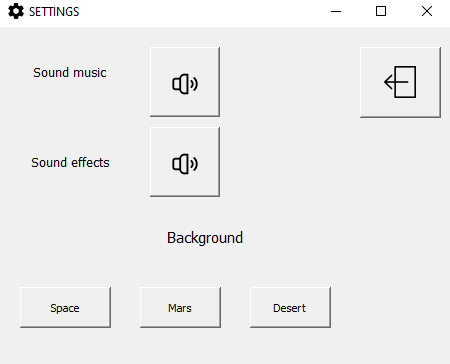 SETTINGS
Sound music
Sound effects
Background
Space Mars Desert